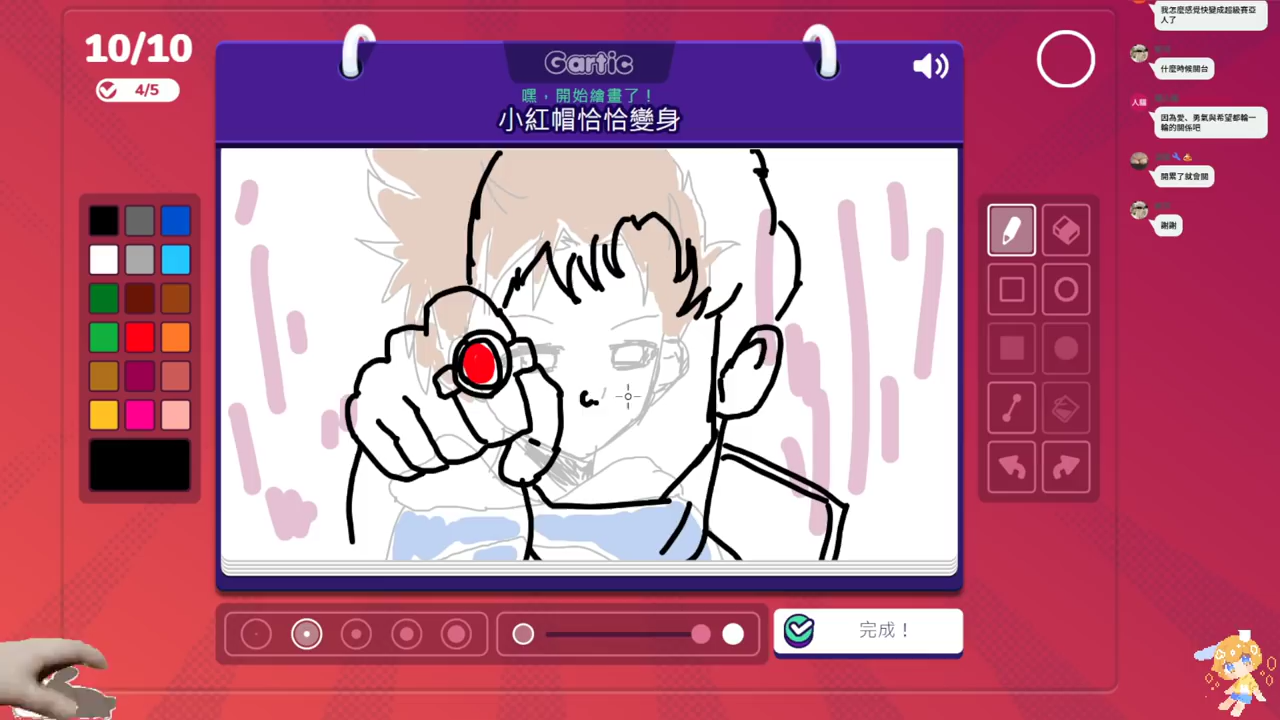 10/10
4/5
Gartic
嘿，開始繪畫了！
小紅帽恰恰變身
完成！
我怎麼感覺快變成超級賽亞
人了
什麼時候開台
人貓
因為愛、勇氣與希望都輪一
輪的關係吧
開累了就會關
謝謝